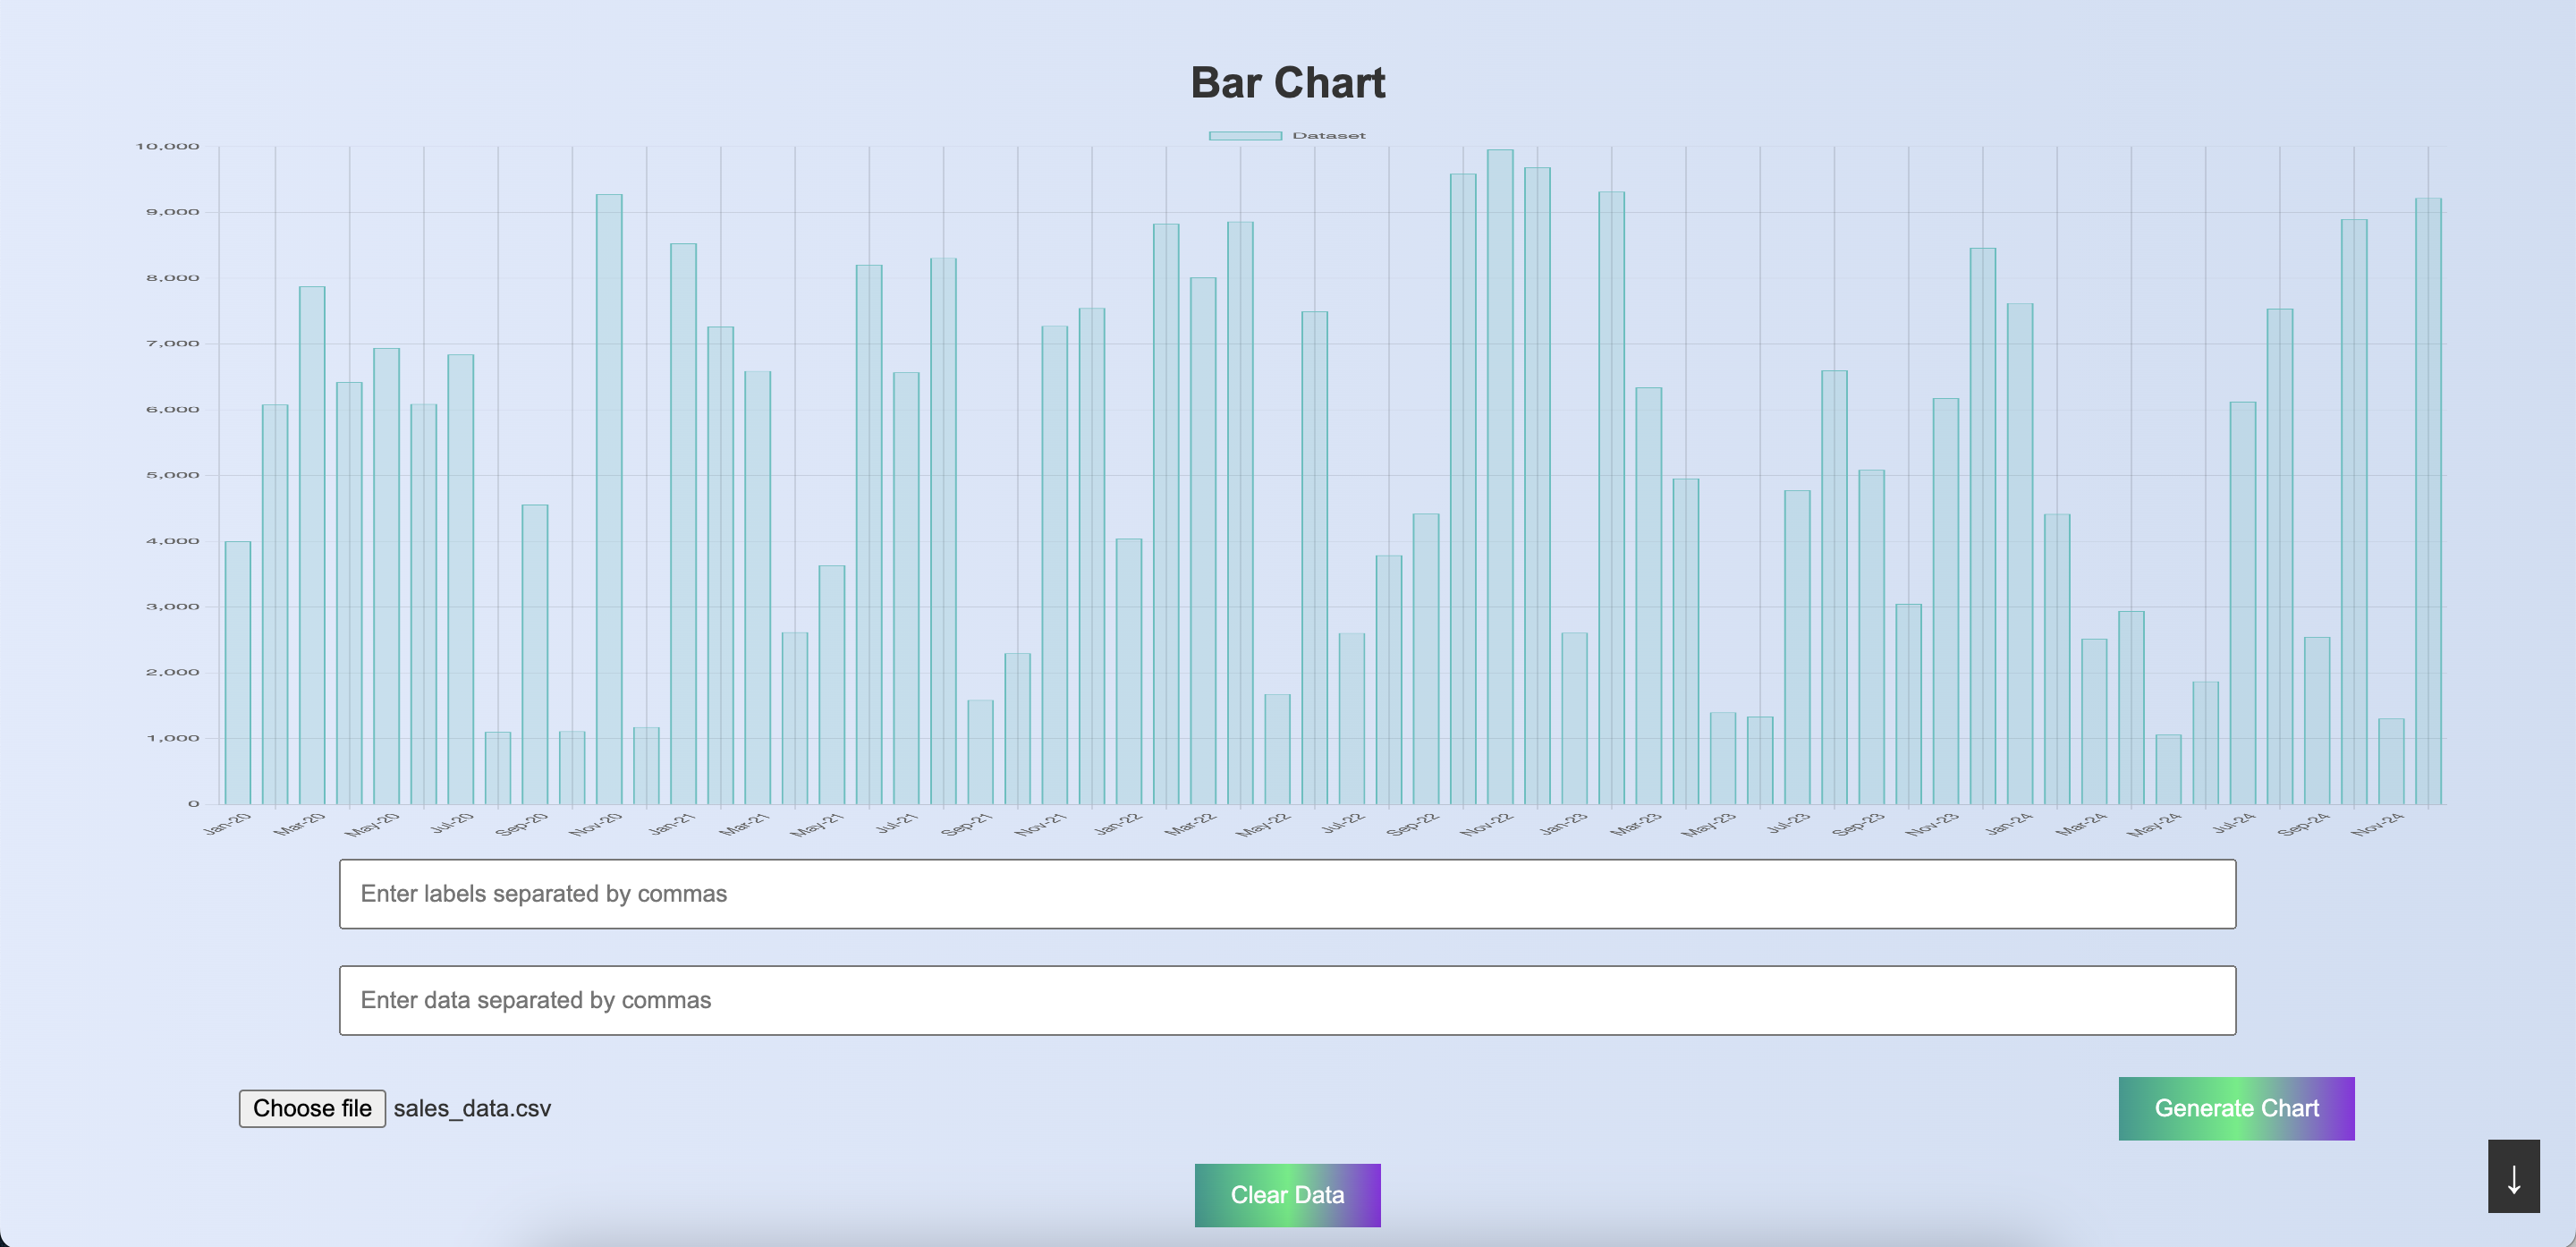 Bar Chart
Dataset
10,000
9,000
8,000
7,000
6,000
5,000
4,000
3,000
2,000
1,000
0
Jan-20 Mar-20 May-20 Jul-20 Sep-20 Nov-20 Jan-21 Mar-21 May-21 Jul-21 Sep-21 Nov-21 Jan-22 Mar-22 May-22 Jul-22 Sep-22 Nov-22 Jan-23 Mar-23 May-23 Jul-23 Sep-23 Nov-23 Jan-24 Mar-24 May-24 Jul-24 Sep-24 Nov-24
Enter labels separated by commas
Enter data separated by commas
Choose file sales_data.csv
Generate Chart
↓
Clear Data